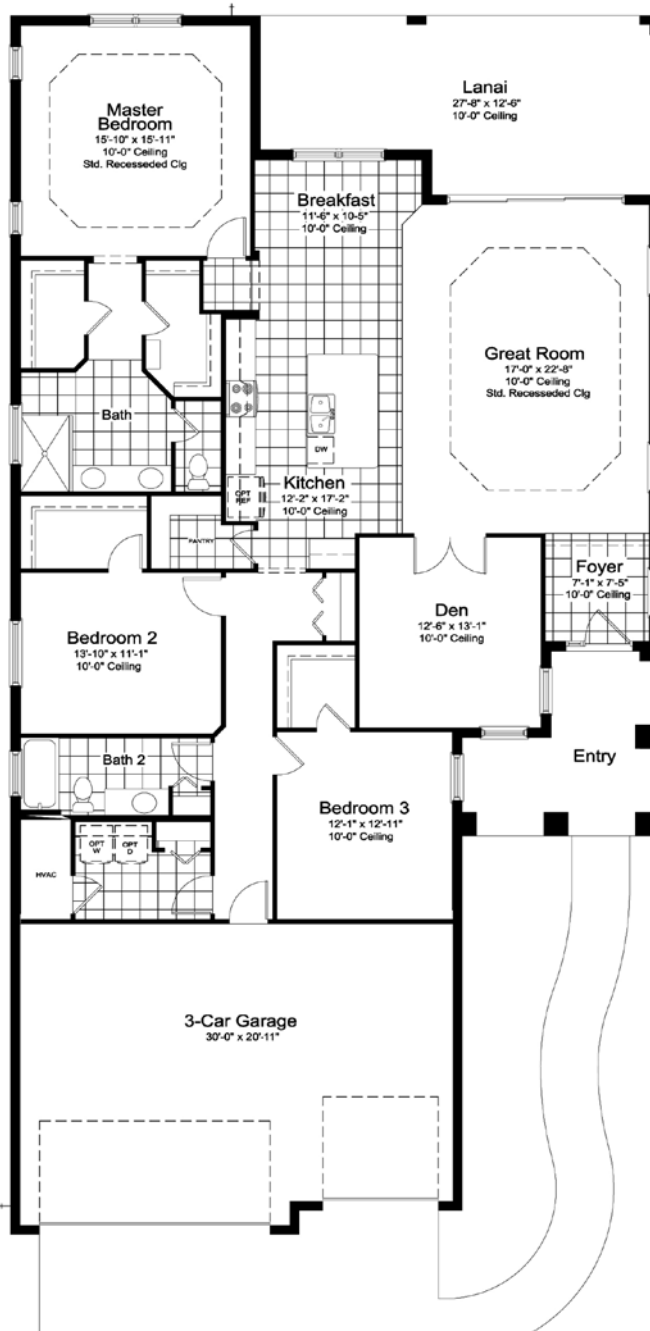 Lanai
27'-8" x 12'-6"
10'-0" Ceiling
Master
Bedroom
15'-10" x 15'-11"
10'-0" Ceiling
Std. Recesseded Clg
Breakfast
11'-6" x 10'-5"
10'-0" Ceiling
Great Room
17'-0" x 22'-8"
10'-0" Ceiling
Std. Recesseded Clg
Bath
DW
Kitchen
12'-2" x 17'-2"
10'-0" Ceiling
OPT
REF
PANTRY
Foyer
7'-1" x 7'-5"
10'-0" Ceiling
Den
12'-6" x 13'-1"
10'-0" Ceiling
Bedroom 2
13'-10" x 11'-1"
10'-0" Ceiling
Bath 2
Entry
Bedroom 3
12'-1" x 12'-11"
10'-0" Ceiling
OPT
W
OPT
D
HVAC
3-Car Garage
30'-0" x 20'-11"